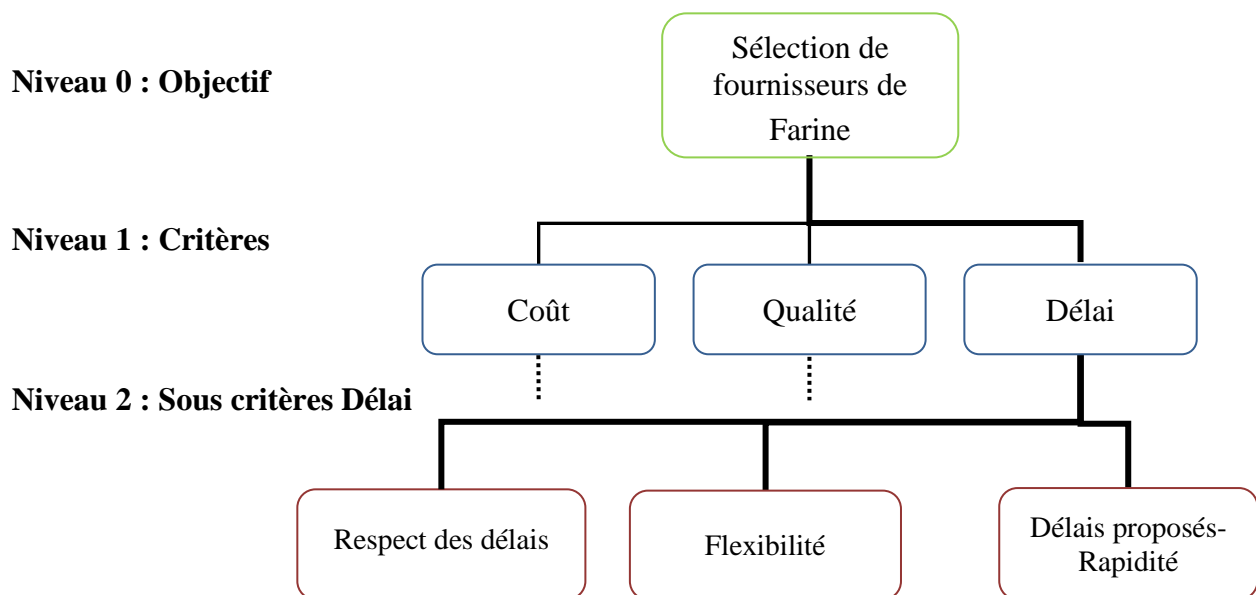 Sélection de
fournisseurs de
Farine
Niveau 0 : Objectif
Niveau 1 : Critères
Coût
Qualité
Délai
Niveau 2 : Sous critères Délai
Respect des délais
Flexibilité
Délais proposés-
Rapidité